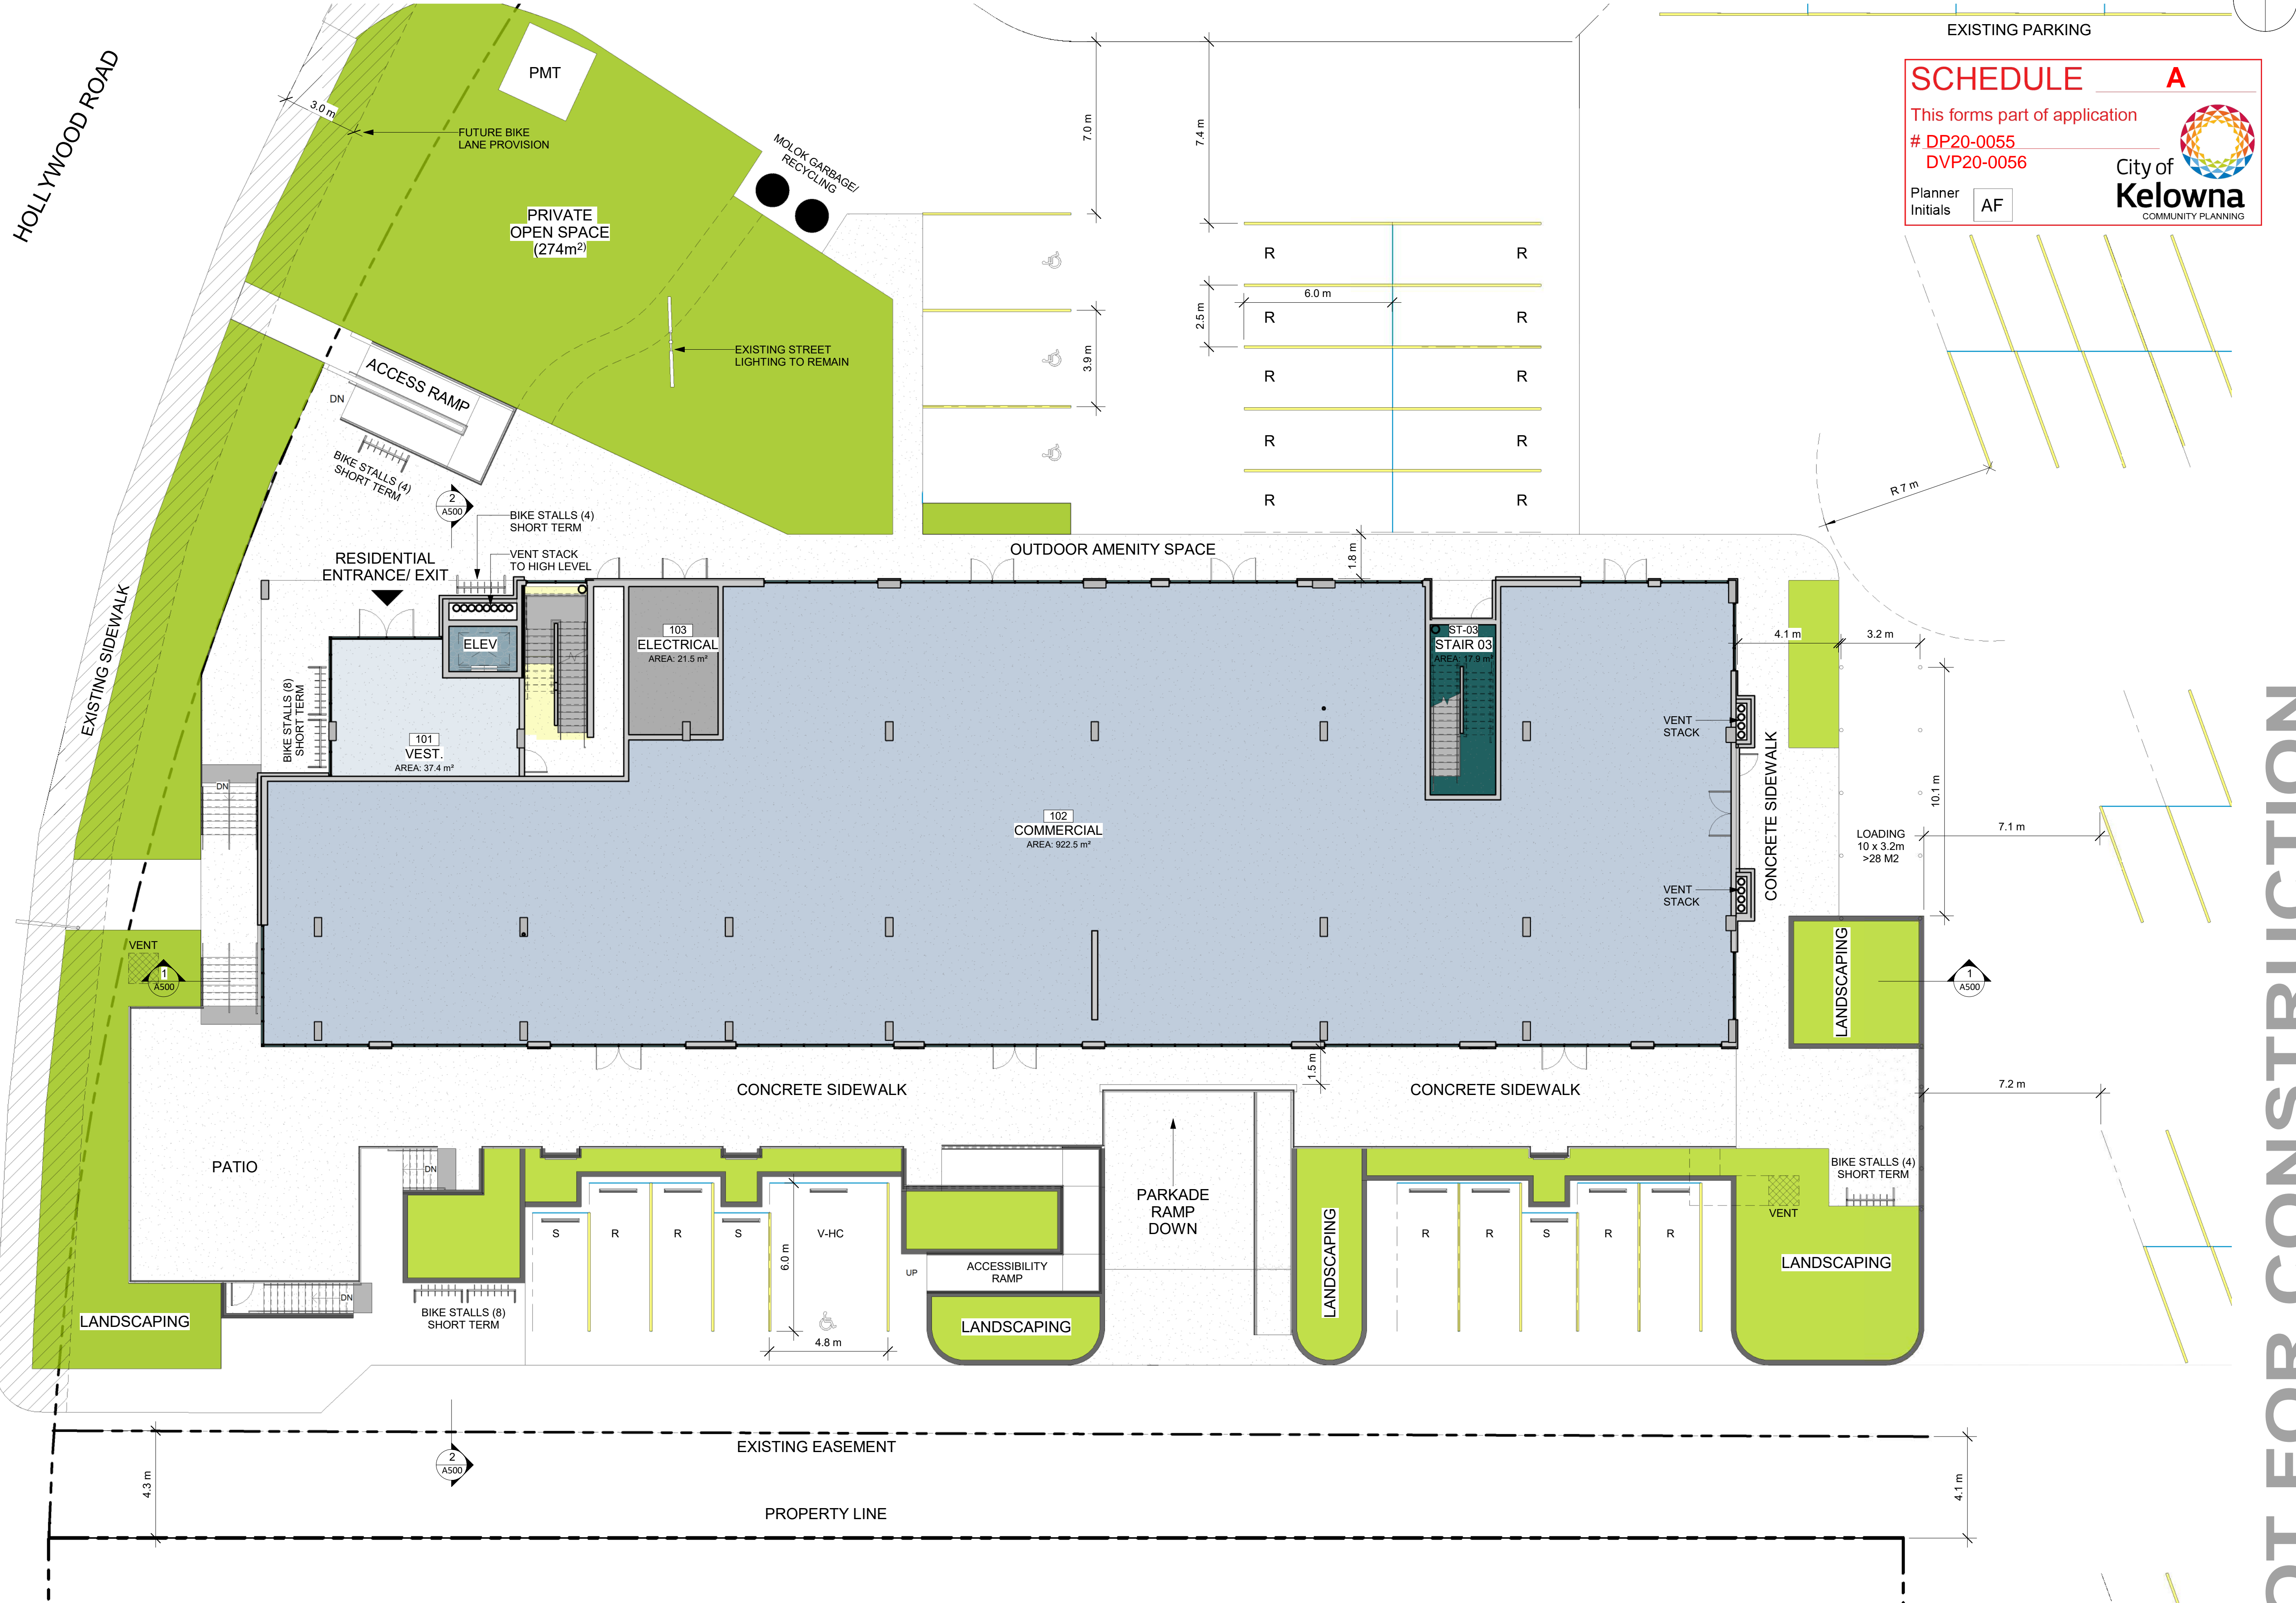 HOLLYWOOD ROAD
3.0 m
PMT
FUTURE BIKE
LANE PROVISION
MOLOK GARBAGE/
RECYCLING
PRIVATE
OPEN SPACE
(274m2)
EXISTING STREET
LIGHTING TO REMAIN
ACCESS RAMP
DN
BIKE STALLS (4)
SHORT TERM
7.0 m
7.4 m
3.9 m
2.5 m
6.0 m
R
R
R
R
R
R
R
R
R
R
EXISTING PARKING
SCHEDULE A
This forms part of application
# DP20-0055
DVP20-0056
Planner
Initials
AF
City of
Kelowna
COMMUNITY PLANNING
R 7 m
2
A500
BIKE STALLS (4)
SHORT TERM
VENT STACK
TO HIGH LEVEL
RESIDENTIAL
ENTRANCE/ EXIT
OUTDOOR AMENITY SPACE
1.8 m
EXISTING SIDEWALK
ELEV
103
ELECTRICAL
AREA: 21.5 m²
ST-03
STAIR 03
AREA: 17.9 m²
4.1 m
3.2 m
BIKE STALLS (8)
SHORT TERM
101
VEST.
AREA: 37.4 m²
VENT
STACK
CONCRETE SIDEWALK
10.1 m
DN
102
COMMERCIAL
AREA: 922.5 m²
LOADING
10 x 3.2m
>28 M2
7.1 m
VENT
STACK
VENT
1
A500
LANDSCAPING
1
A500
1.5 m
CONCRETE SIDEWALK
CONCRETE SIDEWALK
7.2 m
PATIO
DN
BIKE STALLS (4)
SHORT TERM
PARKADE
RAMP
DOWN
VENT
S
R
R
S
V-HC
6.0 m
R
R
S
R
R
LANDSCAPING
LANDSCAPING
UP
ACCESSIBILITY
RAMP
DN
BIKE STALLS (8)
SHORT TERM
LANDSCAPING
LANDSCAPING
4.8 m
EXISTING EASEMENT
2
A500
4.3 m
4.1 m
PROPERTY LINE
OT FOR CONSTRUCTION